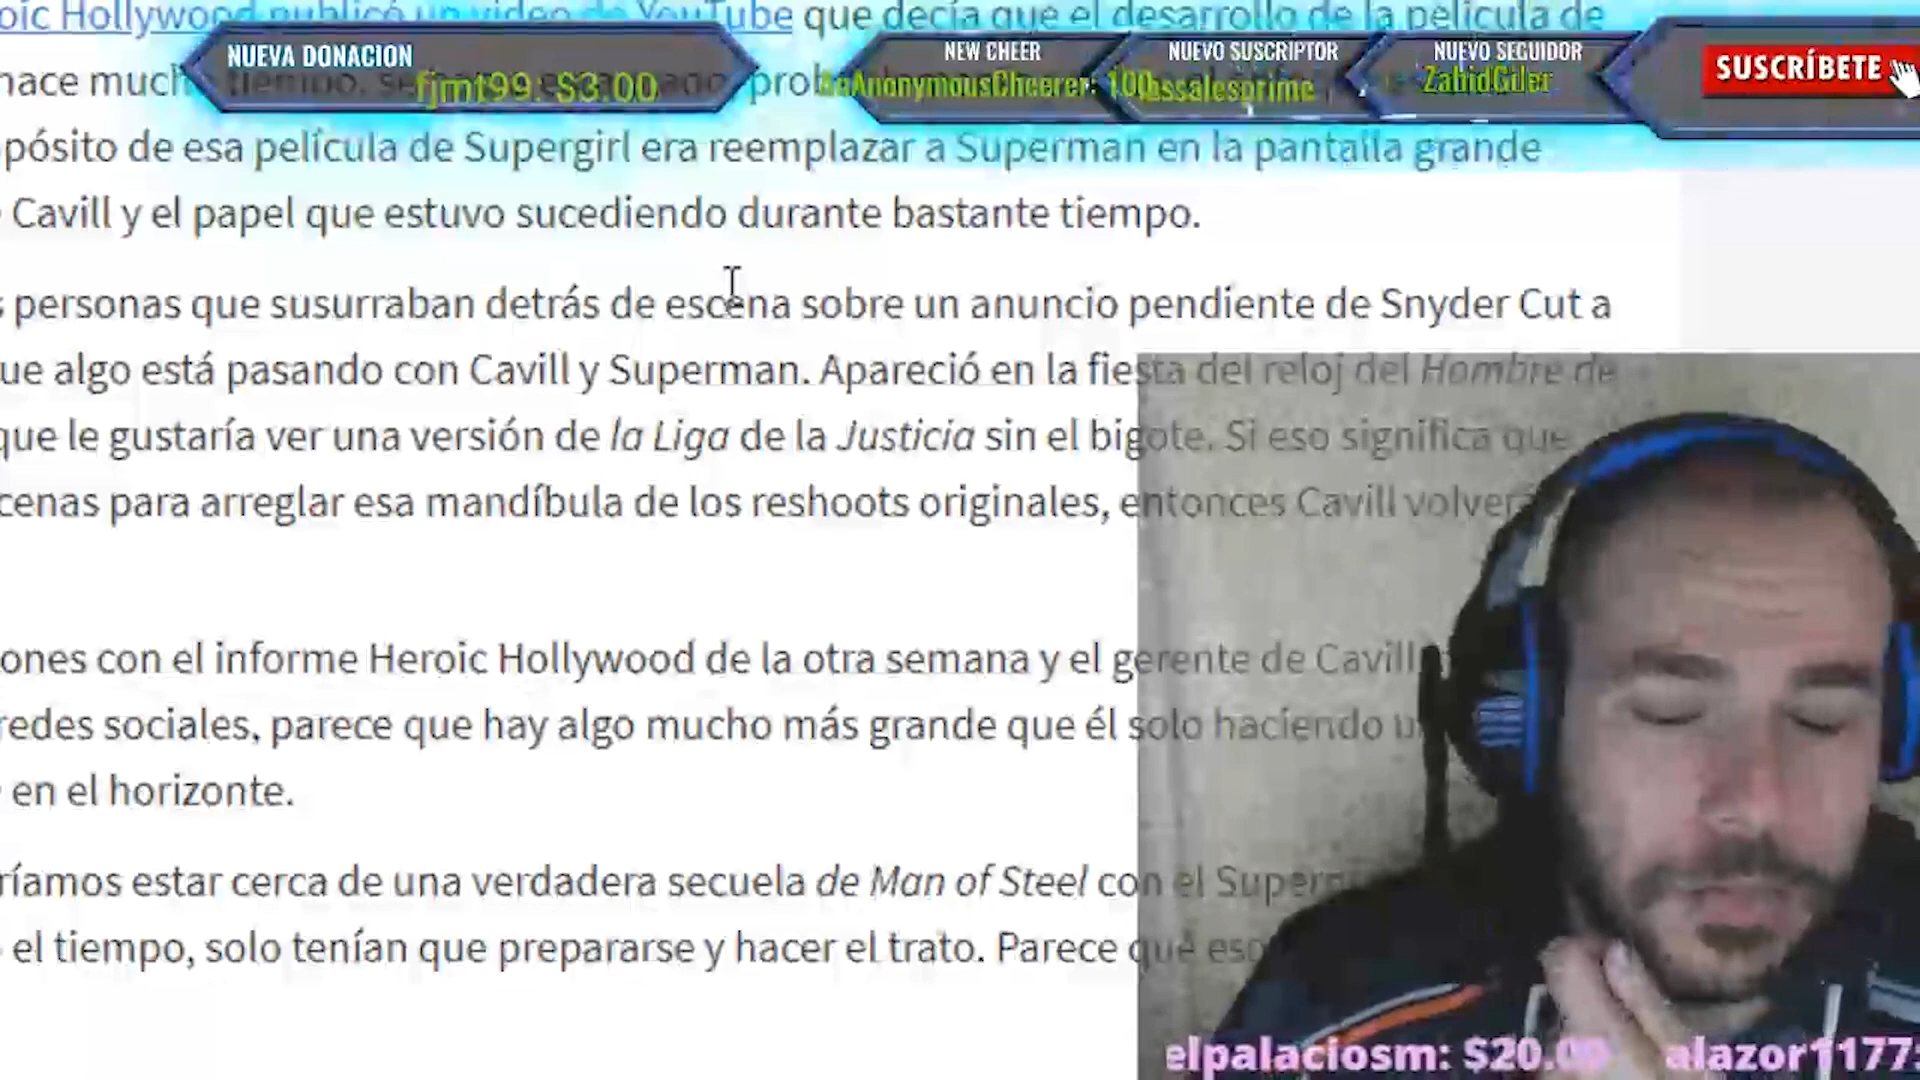 oic Hollywood publicó un video de YouTube que decía que el desarrollo de la película de
NUEVA DONACION
fjmt99: $3.00
NEW CHEER
AnAnonymousCheerer: 100
NUEVO SUSCRIPTOR
essalesprime
NUEVO SEGUIDOR
ZabidGiler
SUSCRÍBETE
hace much tiempo, se ado, prob
pósito de esa película de Supergirl era reemplazar a Superman en la pantalla grande
Cavill y el papel que estuvo sucediendo durante bastante tiempo.
s personas que susurraban detrás de escena sobre un anuncio pendiente de Snyder Cut a
ue algo está pasando con Cavill y Superman. Apareció en la fiesta del reloj del Hombre de
que le gustaría ver una versión de la Liga de la Justicia sin el bigote. Si eso significa que
cenas para arreglar esa mandíbula de los reshoots originales, entonces Cavill volverá
ones con el informe Heroic Hollywood de la otra semana y el gerente de Cavill
redes sociales, parece que hay algo mucho más grande que él solo haciendo u
en el horizonte.
ríamos estar cerca de una verdadera secuela de Man of Steel con el Superm
el tiempo, solo tenían que prepararse y hacer el trato. Parece que eso
elpalaciosm: $20.00 alazor1177: